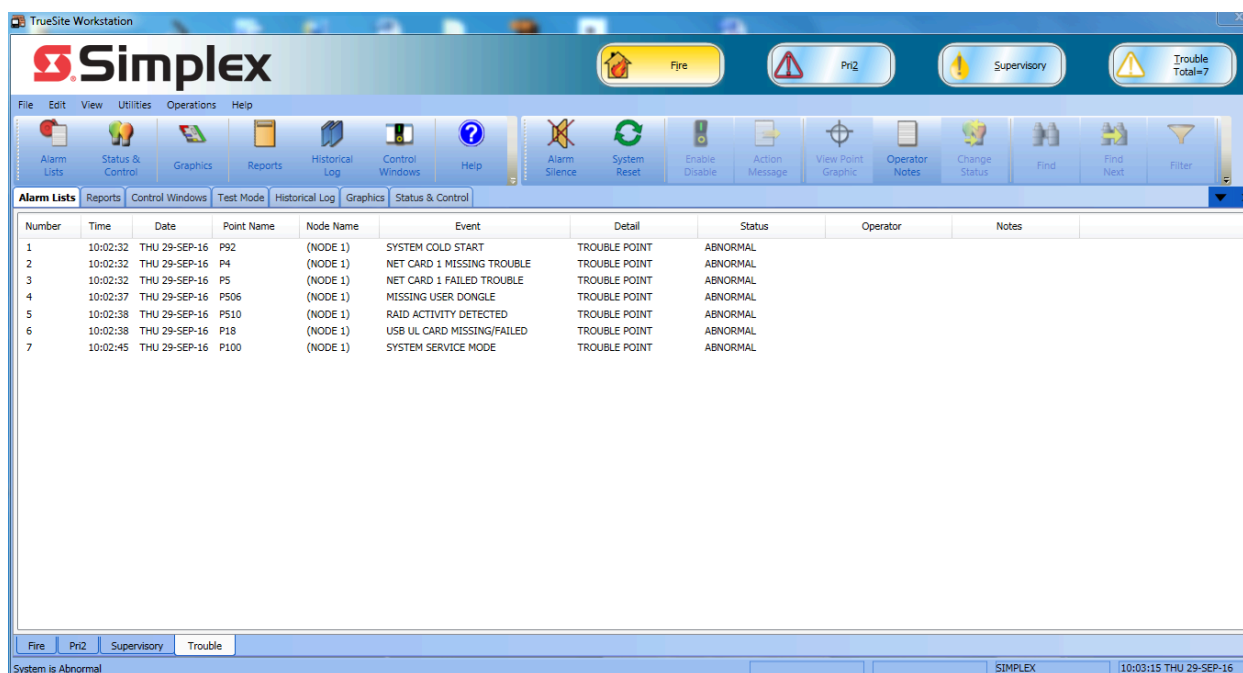 TrueSite Workstation
Simplex
Fire
Pri2
Supervisory
Trouble
Total=7
File Edit View Utilities Operations Help
Alarm Lists
Status & Control
Graphics
Reports
Historical Log
Control Windows
Help
Alarm Silence
System Reset
Enable Disable
Action Message
View Point Graphic
Operator Notes
Change Status
Find
Find Next
Filter
Alarm Lists Reports Control Windows Test Mode Historical Log Graphics Status & Control
Number Time Date Point Name Node Name Event Detail Status Operator Notes
1 10:02:32 THU 29-SEP-16 P92 (NODE 1) SYSTEM COLD START TROUBLE POINT ABNORMAL
2 10:02:32 THU 29-SEP-16 P4 (NODE 1) NET CARD 1 MISSING TROUBLE TROUBLE POINT ABNORMAL
3 10:02:32 THU 29-SEP-16 P5 (NODE 1) NET CARD 1 FAILED TROUBLE TROUBLE POINT ABNORMAL
4 10:02:37 THU 29-SEP-16 P506 (NODE 1) MISSING USER DONGLE TROUBLE POINT ABNORMAL
5 10:02:38 THU 29-SEP-16 P510 (NODE 1) RAID ACTIVITY DETECTED TROUBLE POINT ABNORMAL
6 10:02:38 THU 29-SEP-16 P18 (NODE 1) USB UL CARD MISSING/FAILED TROUBLE POINT ABNORMAL
7 10:02:45 THU 29-SEP-16 P100 (NODE 1) SYSTEM SERVICE MODE TROUBLE POINT ABNORMAL
Fire Pri2 Supervisory Trouble
System is Abnormal SIMPLEX 10:03:15 THU 29-SEP-16